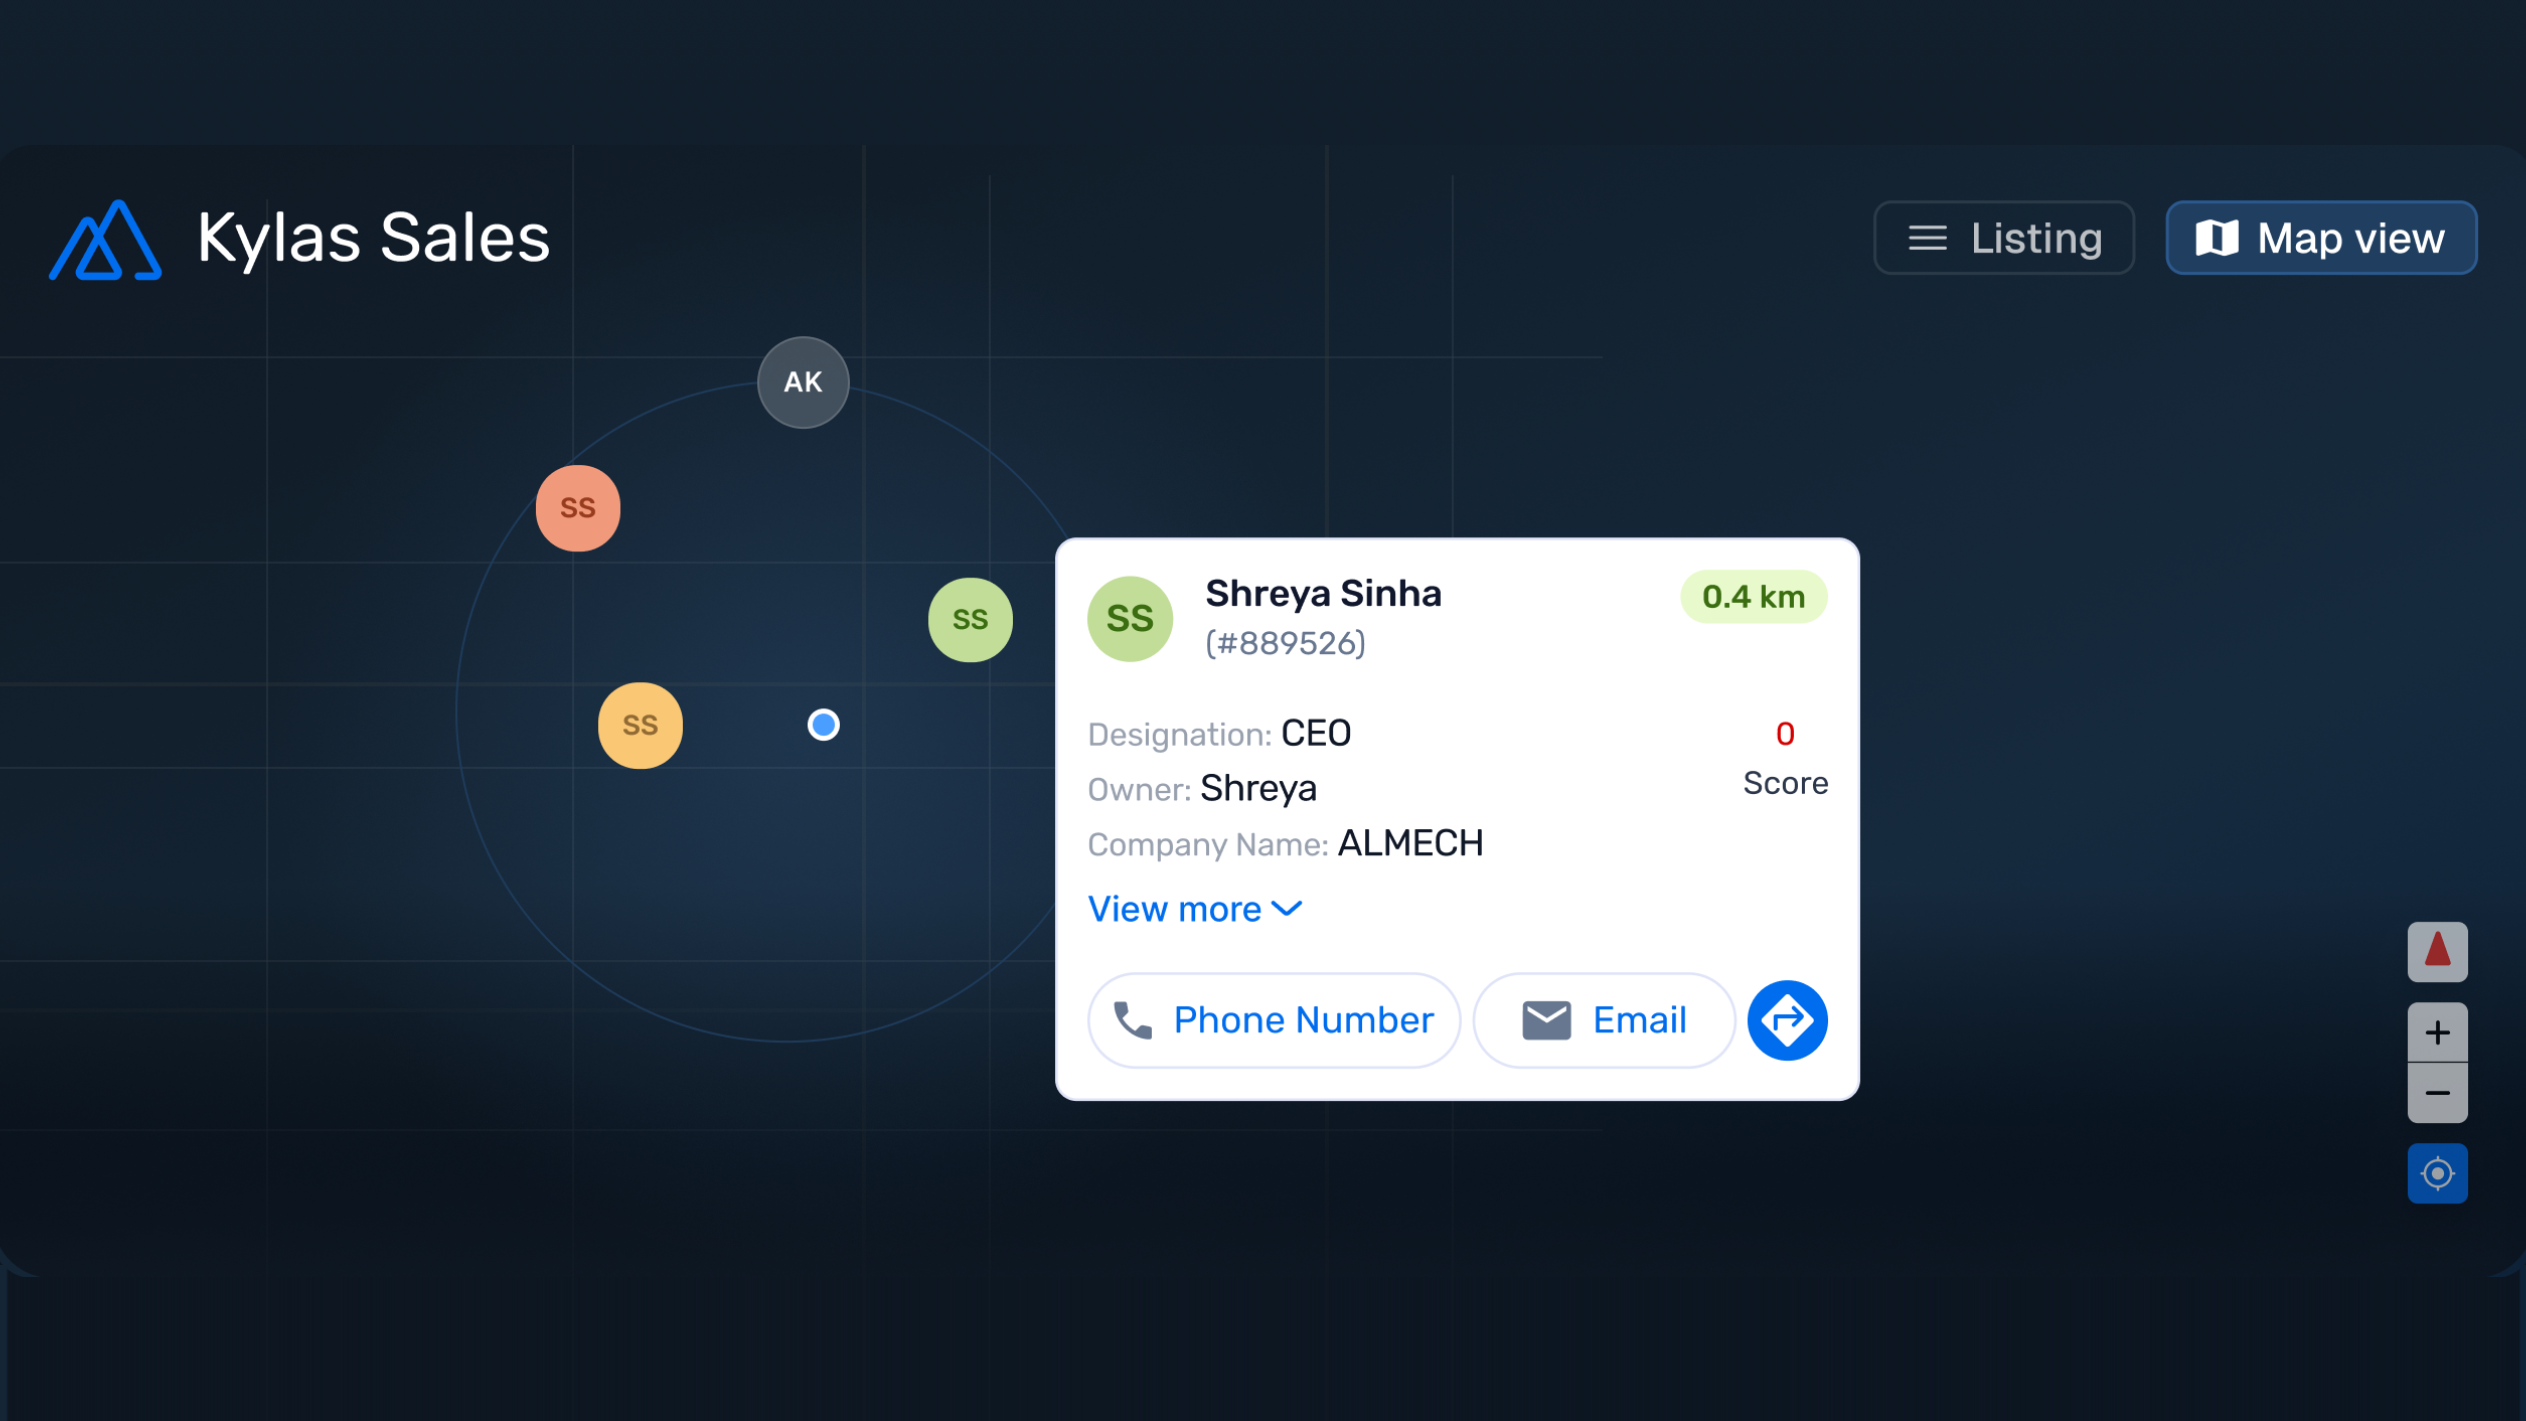 Kylas Sales
Listing
Map view
AK
SS
SS
SS
SS
Shreya Sinha
(#889526)
0.4 km
Designation: CEO
0
Score
Owner: Shreya
Company Name: ALMECH
View more
Phone Number
Email
+
−